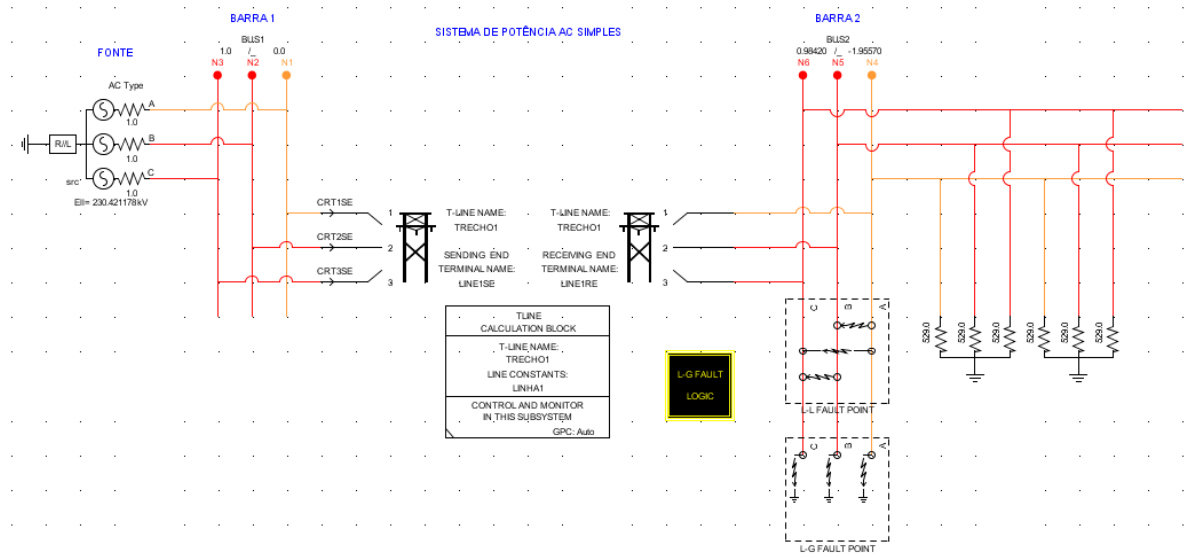 BARRA 1
BARRA 2
SISTEMA DE POTÊNCIA AC SIMPLES
BUS1
1.0 /_ 0.0
N3 N2 N1
BUS2
0.98420 /_ -1.95570
N6 N5 N4
FONTE
AC Type
A
1.0
B
1.0
C
1.0
R//L
src
Ell= 230.421178kV
CRT1SE
CRT2SE
CRT3SE
1
2
3
T-LINE NAME:
TRECHO1
SENDING END
TERMINAL NAME:
LINE1SE
T-LINE NAME:
TRECHO1
RECEIVING END
TERMINAL NAME:
LINE1RE
1
2
3
TLINE
CALCULATION BLOCK
T-LINE NAME:
TRECHO1
LINE CONSTANTS:
LINHA1
CONTROL AND MONITOR
IN THIS SUBSYSTEM
GPC: Auto
L-G FAULT
LOGIC
C B A
L-L FAULT POINT
C B A
L-G FAULT POINT
529.0
529.0
529.0
529.0
529.0
529.0